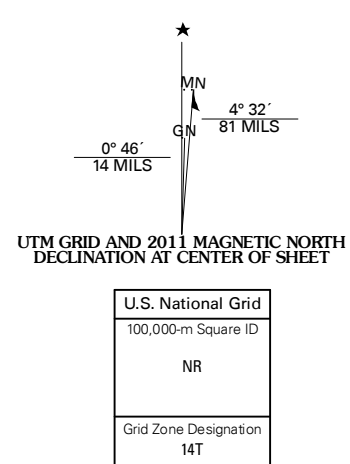 ★
MN
4° 32´
81 MILS
GN
0° 46´
14 MILS
UTM GRID AND 2011 MAGNETIC NORTH
DECLINATION AT CENTER OF SHEET
U.S. National Grid
100,000-m Square ID
NR
Grid Zone Designation
14T